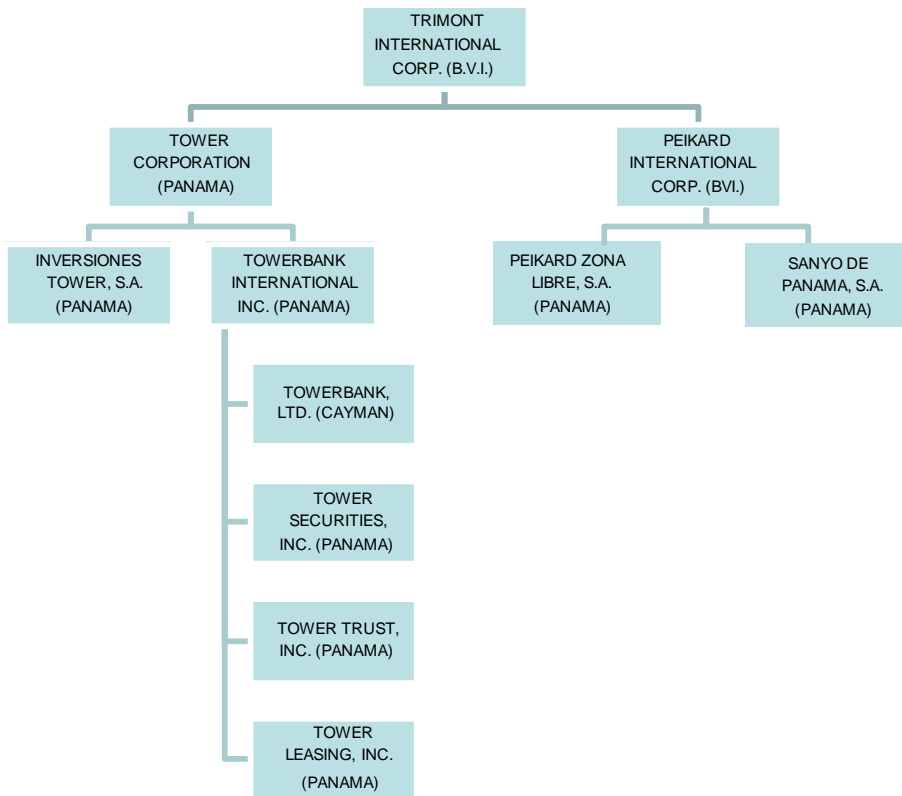 TRIMONT
INTERNATIONAL
CORP. (B.V.I.)
TOWER
CORPORATION
(PANAMA)
PEIKARD
INTERNATIONAL
CORP. (BVI.)
INVERSIONES
TOWER, S.A.
(PANAMA)
TOWERBANK
INTERNATIONAL
INC. (PANAMA)
PEIKARD ZONA
LIBRE, S.A.
(PANAMA)
SANYO DE
PANAMA, S.A.
(PANAMA)
TOWERBANK,
LTD. (CAYMAN)
TOWER
SECURITIES,
INC. (PANAMA)
TOWER TRUST,
INC. (PANAMA)
TOWER
LEASING, INC.
(PANAMA)